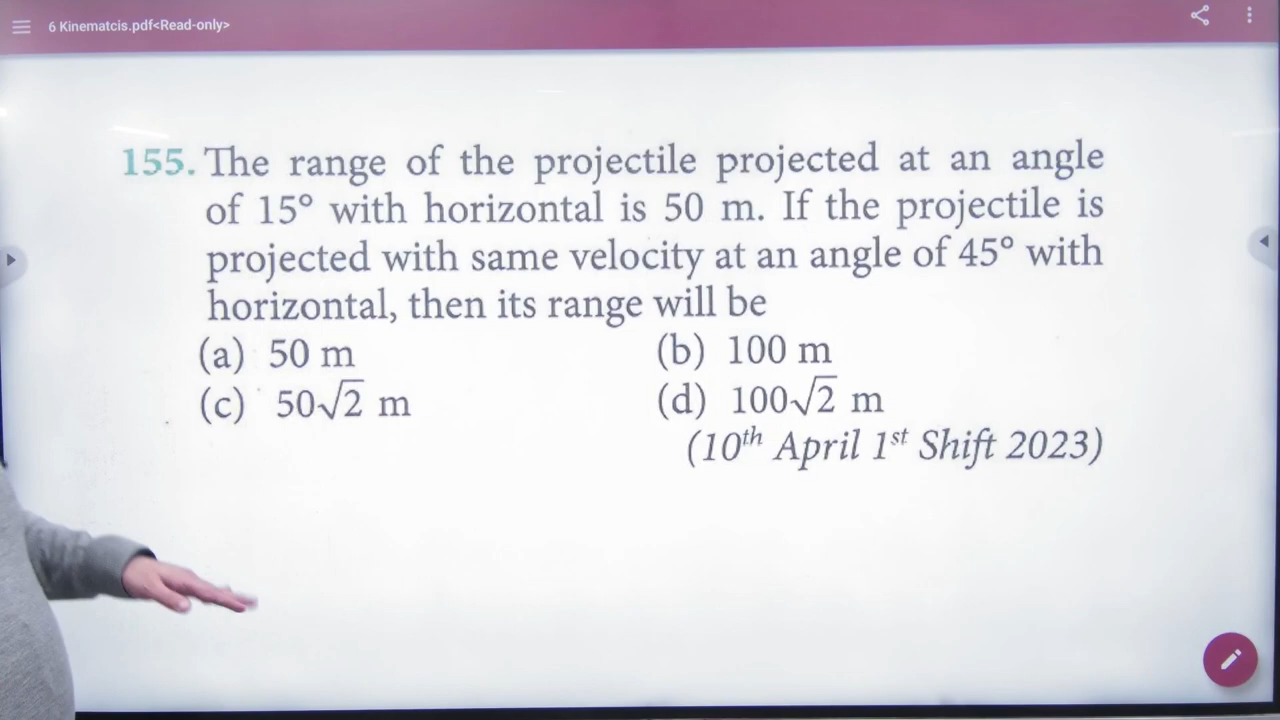 6 Kinematcis.pdf<Read-only>
155. The range of the projectile projected at an angle
of 15° with horizontal is 50 m. If the projectile is
projected with same velocity at an angle of 45° with
horizontal, then its range will be
(a) 50 m (b) 100 m
(c) 50√2 m (d) 100√2 m
(10th April 1st Shift 2023)